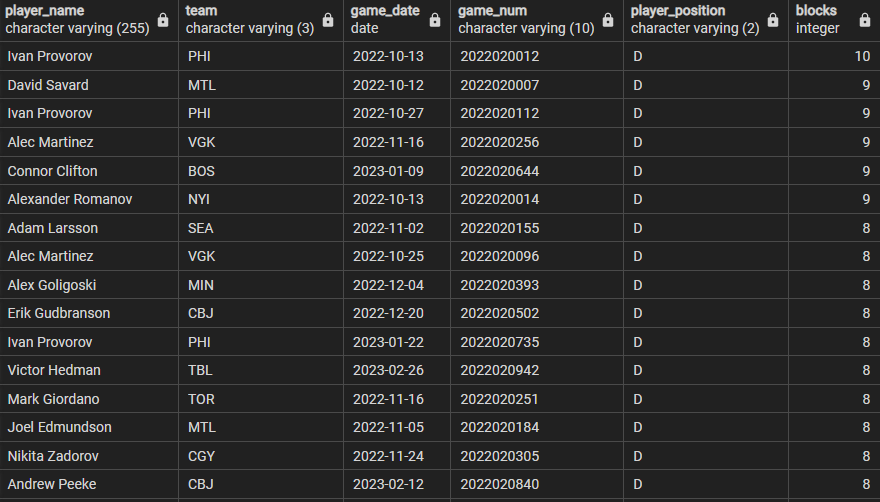 player_name team game_date game_num player_position blocks
character varying (255) character varying (3) date character varying (10) character varying (2) integer
Ivan Provorov PHI 2022-10-13 2022020012 D 10
David Savard MTL 2022-10-12 2022020007 D 9
Ivan Provorov PHI 2022-10-27 2022020112 D 9
Alec Martinez VGK 2022-11-16 2022020256 D 9
Connor Clifton BOS 2023-01-09 2022020644 D 9
Alexander Romanov NYI 2022-10-13 2022020014 D 9
Adam Larsson SEA 2022-11-02 2022020155 D 8
Alec Martinez VGK 2022-10-25 2022020096 D 8
Alex Goligoski MIN 2022-12-04 2022020393 D 8
Erik Gudbranson CBJ 2022-12-20 2022020502 D 8
Ivan Provorov PHI 2023-01-22 2022020735 D 8
Victor Hedman TBL 2023-02-26 2022020942 D 8
Mark Giordano TOR 2022-11-16 2022020251 D 8
Joel Edmundson MTL 2022-11-05 2022020184 D 8
Nikita Zadorov CGY 2022-11-24 2022020305 D 8
Andrew Peeke CBJ 2023-02-12 2022020840 D 8